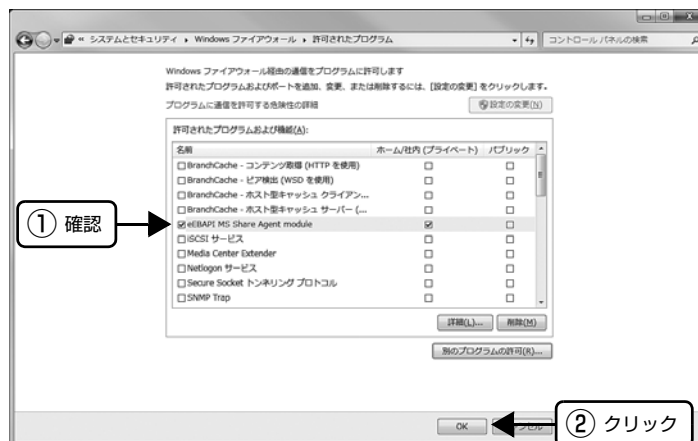 « システムとセキュリティ ▸ Windows ファイアウォール ▸ 許可されたプログラム
コントロール パネルの検索
Windows ファイアウォール経由の通信をプログラムに許可します
許可されたプログラムおよびポートを追加、変更、または削除するには、[設定の変更] をクリックします。
プログラムに通信を許可する危険性の詳細
設定の変更(N)
許可されたプログラムおよび機能(A):
名前 ホーム/社内 (プライベート) パブリック
BranchCache - コンテンツ取得 (HTTP を使用)
BranchCache - ピア検出 (WSD を使用)
BranchCache - ホスト型キャッシュ クライアン...
BranchCache - ホスト型キャッシュ サーバー (...
① 確認
eEBAPI MS Share Agent module
iSCSI サービス
Media Center Extender
Netlogon サービス
Secure Socket トンネリング プロトコル
SNMP Trap
詳細(L)... 削除(M)
別のプログラムの許可(R)...
OK
② クリック